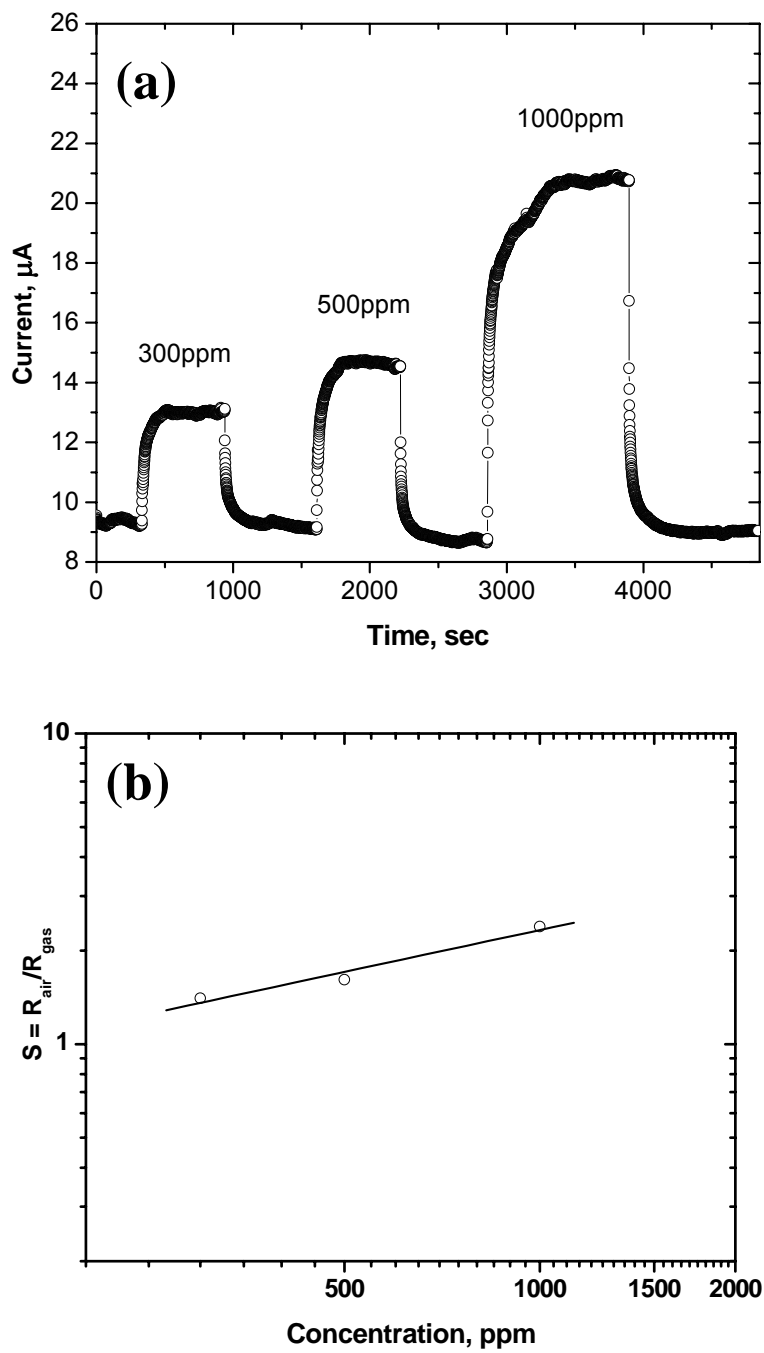 (a)
26
24
22
20
18
16
14
12
10
8
Current, μA
300ppm
500ppm
1000ppm
0 1000 2000 3000 4000
Time, sec
(b)
10
1
S = R_air/R_gas
500 1000 1500 2000
Concentration, ppm